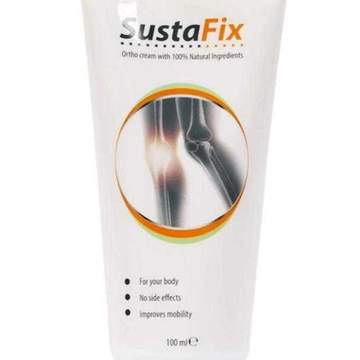 SustaFix
Ortho cream with 100% Natural Ingredients
For your body
No side effects
Improves mobility
100 ml ℮